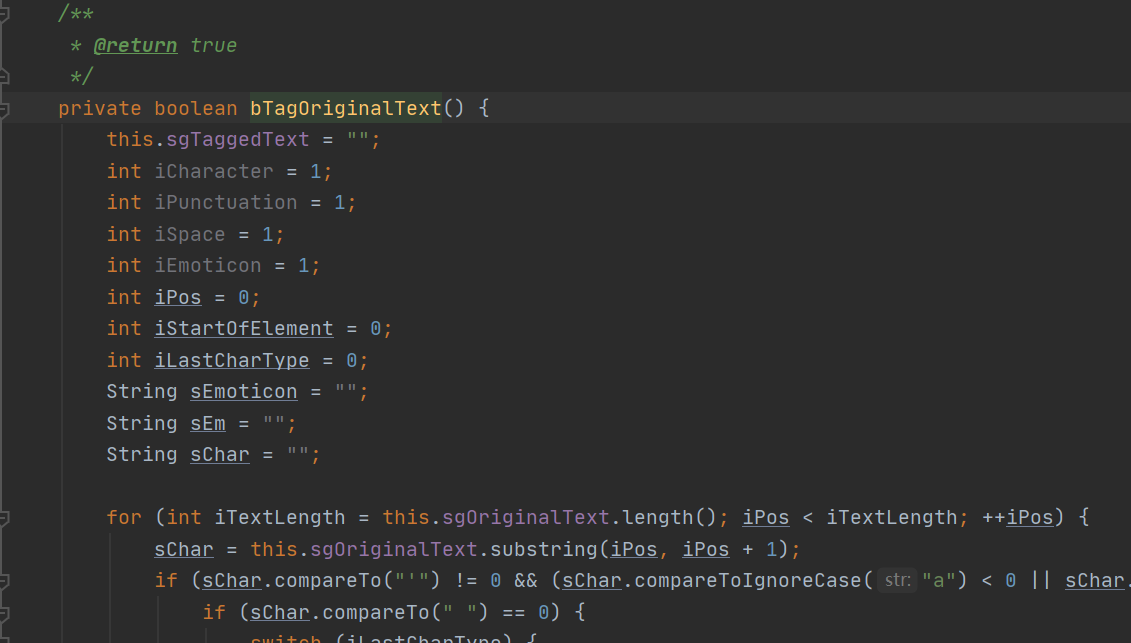 /**
 * @return true
 */
private boolean bTagOriginalText() {
    this.sgTaggedText = "";
    int iCharacter = 1;
    int iPunctuation = 1;
    int iSpace = 1;
    int iEmoticon = 1;
    int iPos = 0;
    int iStartOfElement = 0;
    int iLastCharType = 0;
    String sEmoticon = "";
    String sEm = "";
    String sChar = "";
    for (int iTextLength = this.sgOriginalText.length(); iPos < iTextLength; ++iPos) {
        sChar = this.sgOriginalText.substring(iPos, iPos + 1);
        if (sChar.compareTo("'") != 0 && (sChar.compareToIgnoreCase( str: "a") < 0 || sChar.
            if (sChar.compareTo(" ") == 0) {
                switch (iLastCharType) {